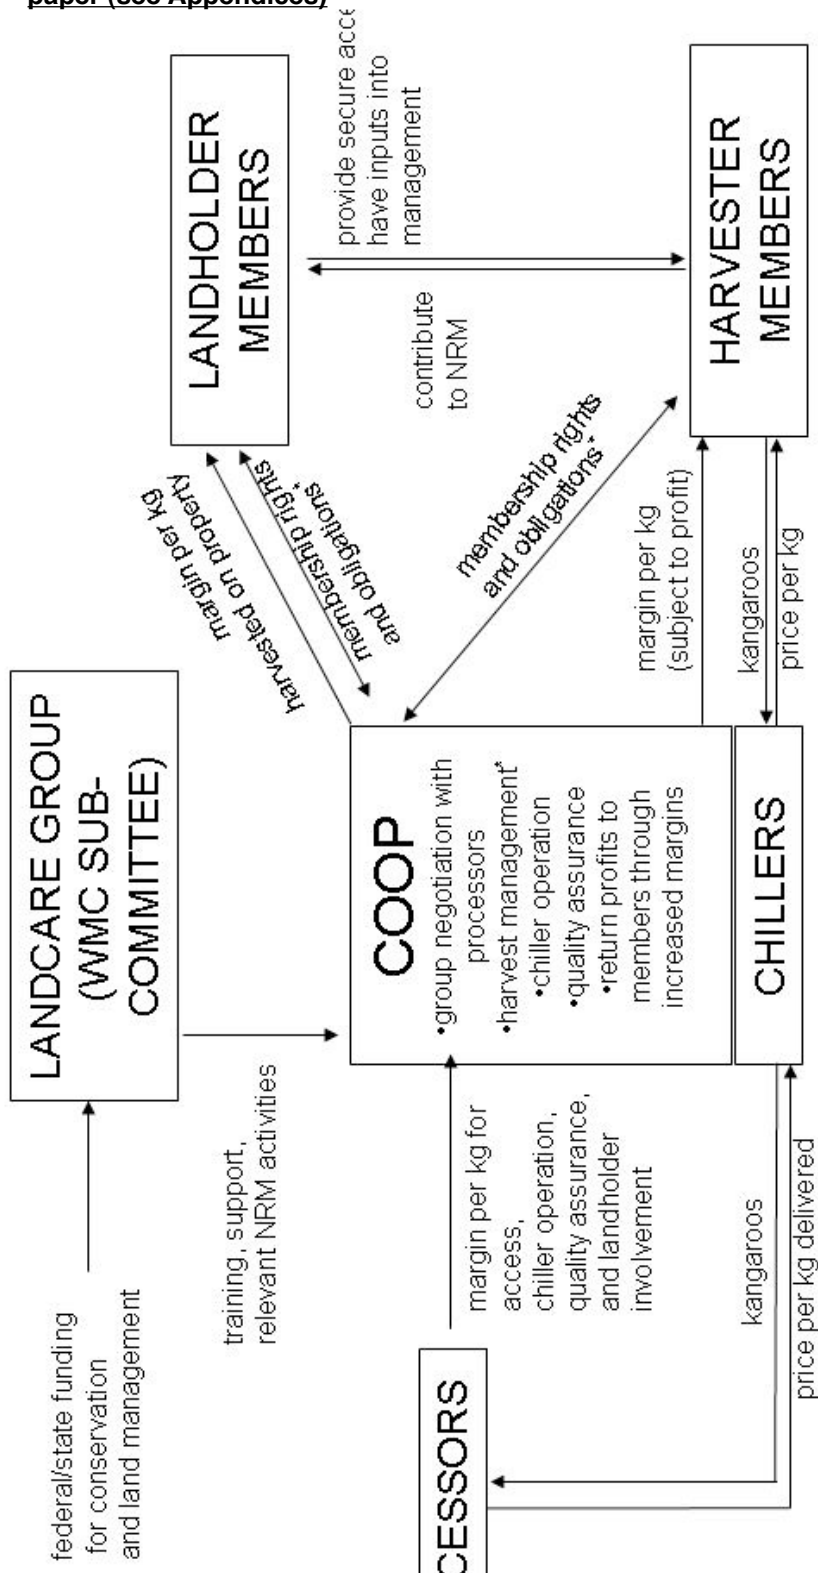 paper (see Appendices)
federal/state funding
for conservation
and land management
LANDCARE GROUP
(WMC SUB-
COMMITTEE)
training, support,
relevant NRM activities
LANDHOLDER
MEMBERS
margin per kg
harvested on property
membership rights
and obligations*
provide secure acce
have inputs into
management
contribute
to NRM
CESSORS
margin per kg for
access,
chiller operation,
quality assurance,
and landholder
involvement
COOP
•group negotiation with
processors
•harvest management*
•chiller operation
•quality assurance
•return profits to
members through
increased margins
membership rights
and obligations*
HARVESTER
MEMBERS
margin per kg
(subject to profit)
kangaroos
price per kg
CHILLERS
kangaroos
price per kg delivered